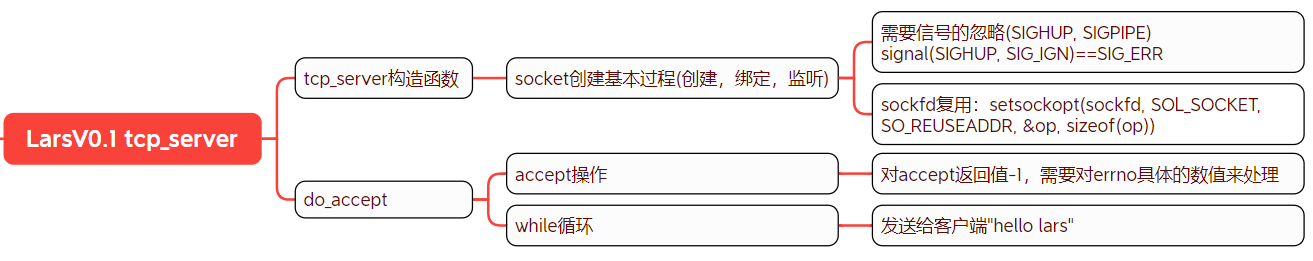 LarsV0.1 tcp_server
tcp_server构造函数
socket创建基本过程(创建，绑定，监听)
需要信号的忽略(SIGHUP, SIGPIPE)
signal(SIGHUP, SIG_IGN)==SIG_ERR
sockfd复用：setsockopt(sockfd, SOL_SOCKET,
SO_REUSEADDR, &op, sizeof(op))
do_accept
accept操作
对accept返回值-1，需要对errno具体的数值来处理
while循环
发送给客户端"hello lars"